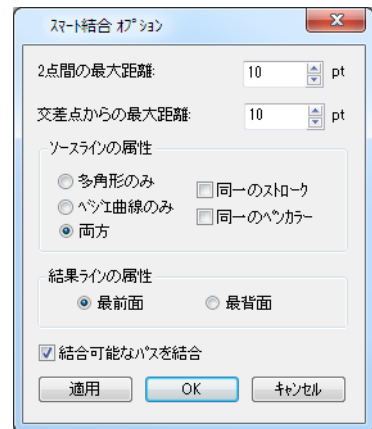 スマート結合 オプション
2点間の最大距離: 10 pt
交差点からの最大距離: 10 pt
ソースラインの属性
多角形のみ
ベジエ曲線のみ
両方
同一のストローク
同一のペンカラー
結果ラインの属性
最前面 最背面
結合可能なパスを結合
適用 OK キャンセル